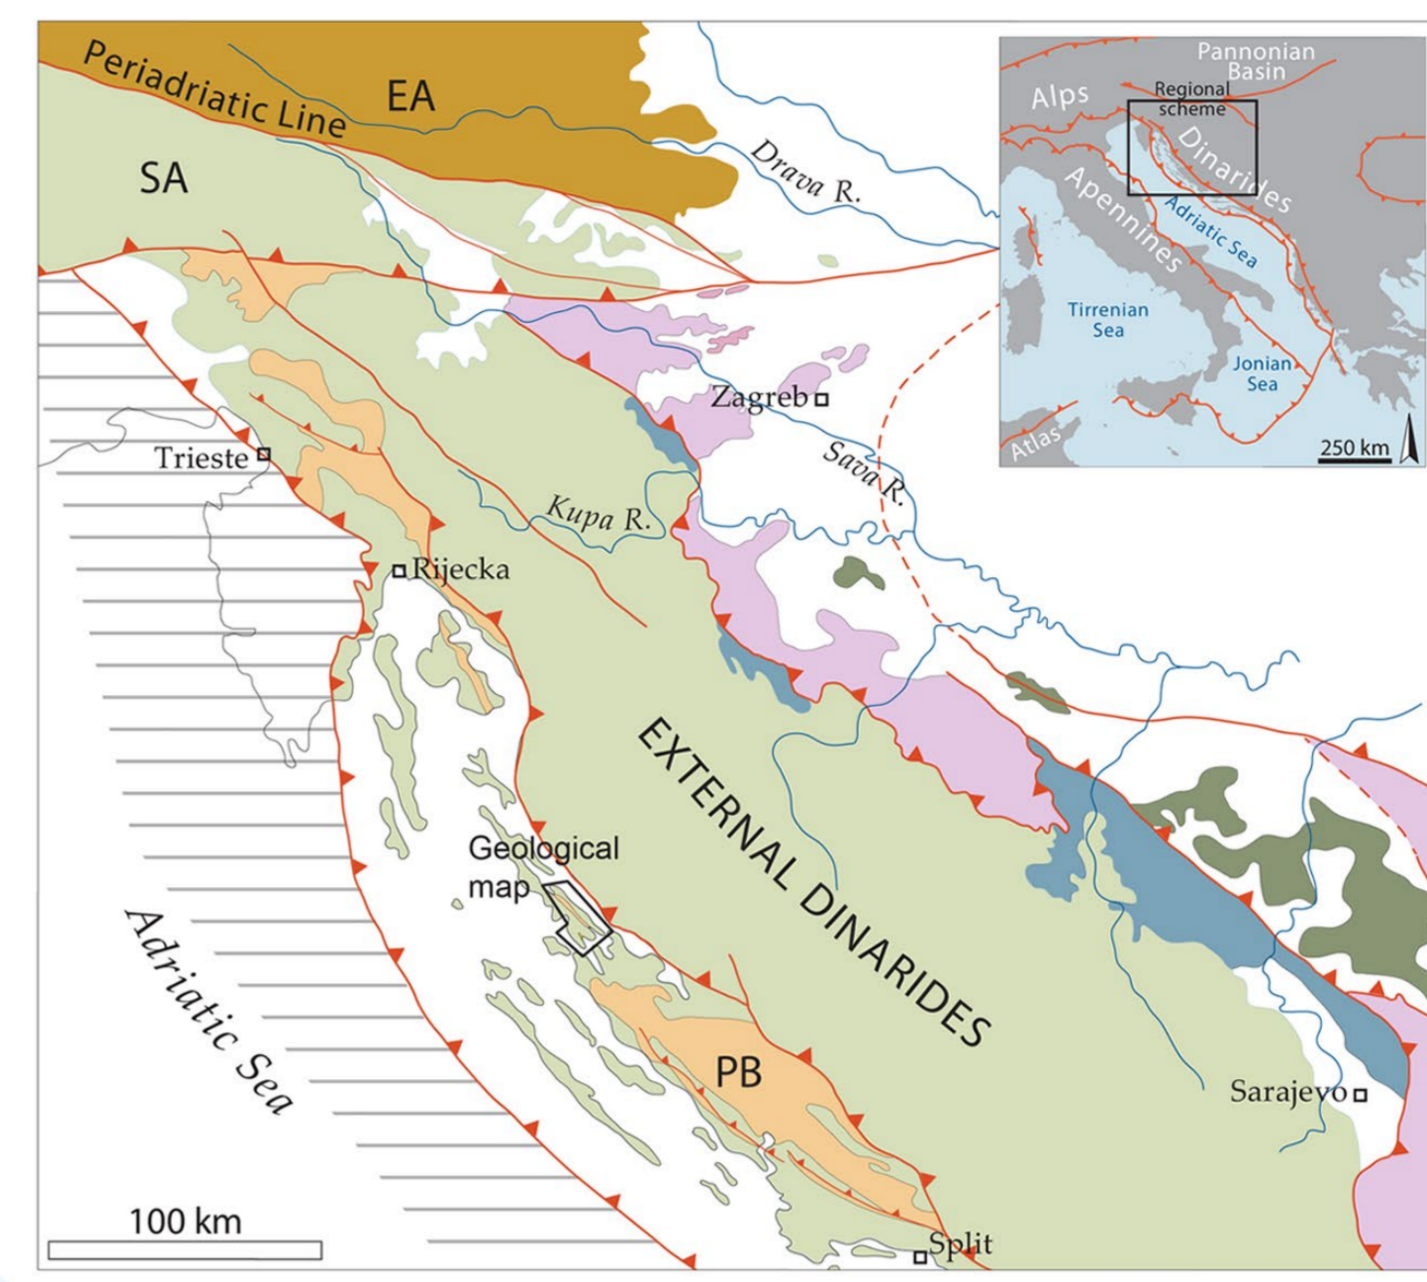 Periadriatic Line
EA
SA
Drava R.
Pannonian
Basin
Alps
Regional
scheme
Dinarides
Apennines
Adriatic Sea
Tirrenian
Sea
Jonian
Sea
Atlas
250 km
Zagreb
Sava R.
Trieste
Kupa R.
Rijecka
EXTERNAL DINARIDES
Geological
map
Adriatic Sea
PB
Sarajevo
100 km
Split